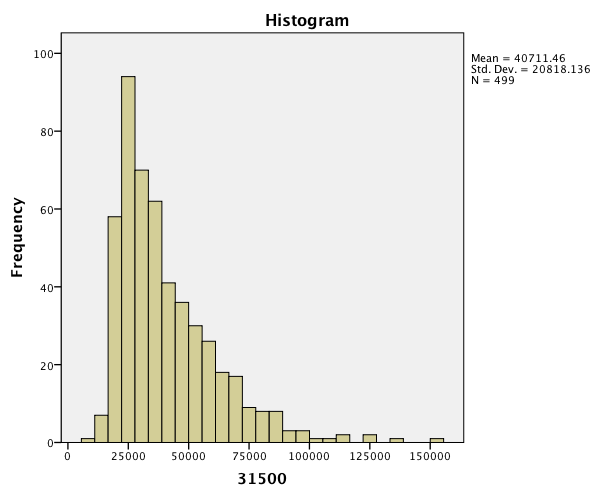 Histogram
Mean = 40711.46
Std. Dev. = 20818.136
N = 499
Frequency
100
80
60
40
20
0
0 25000 50000 75000 100000 125000 150000
31500